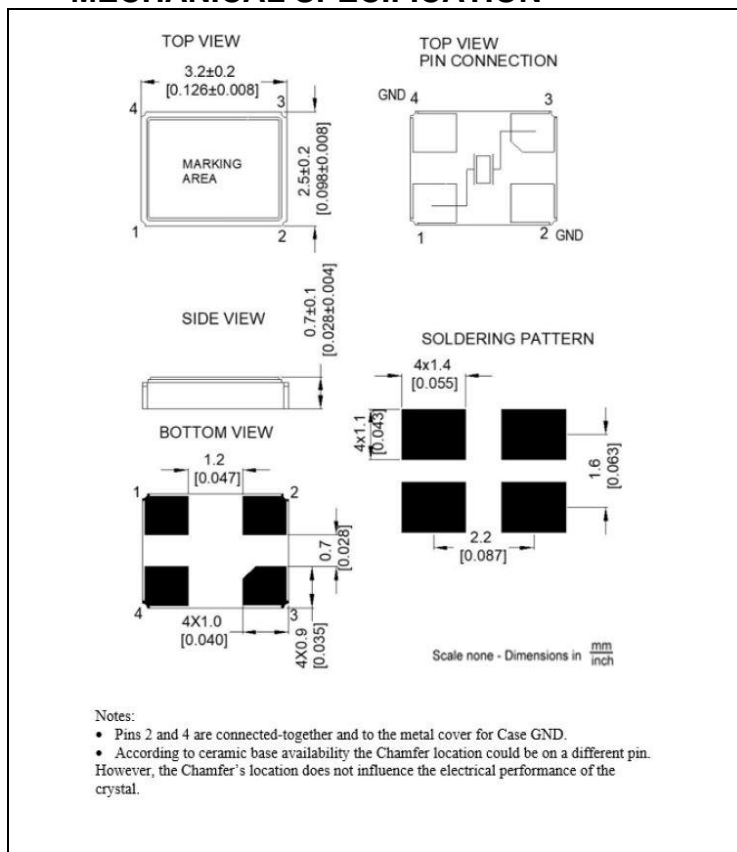 MECHANICAL SPECIFICATION
TOP VIEW
3.2±0.2
[0.126±0.008]
4
3
MARKING
AREA
2.5±0.2
[0.098±0.008]
1
2
TOP VIEW
PIN CONNECTION
GND 4
3
1
2 GND
SIDE VIEW
0.7±0.1
[0.028±0.004]
SOLDERING PATTERN
4x1.4
[0.055]
4x1.1
[0.043]
1.6
[0.063]
2.2
[0.087]
BOTTOM VIEW
1.2
[0.047]
1
2
0.7
[0.028]
4
3
4X1.0
[0.040]
4X0.9
[0.035]
Scale none - Dimensions in mm
inch
Notes:
• Pins 2 and 4 are connected-together and to the metal cover for Case GND.
• According to ceramic base availability the Chamfer location could be on a different pin.
However, the Chamfer's location does not influence the electrical performance of the
crystal.